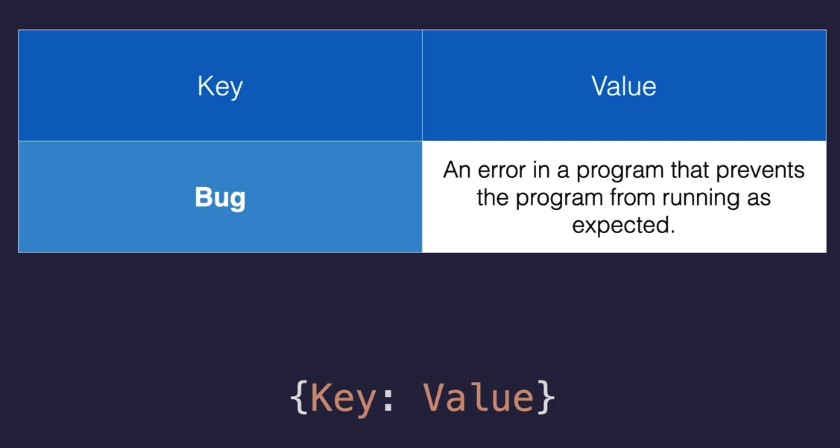 Key
Value
Bug
An error in a program that prevents
the program from running as
expected.
{Key: Value}